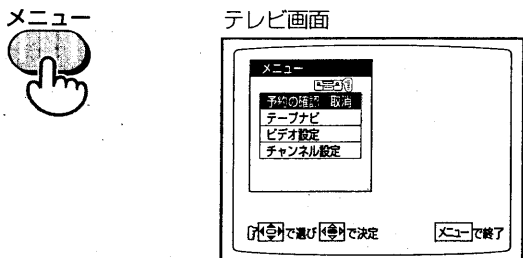 メニュー
テレビ画面
メニュー
予約の確認 取消
テープナビ
ビデオ設定
チャンネル設定
で選び で決定 メニューで終了